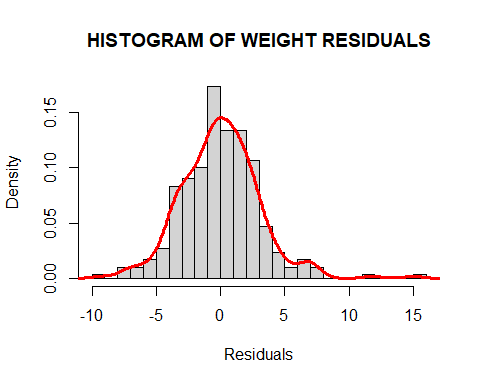 HISTOGRAM OF WEIGHT RESIDUALS
Density
0.15
0.10
0.05
0.00
-10 -5 0 5 10 15
Residuals